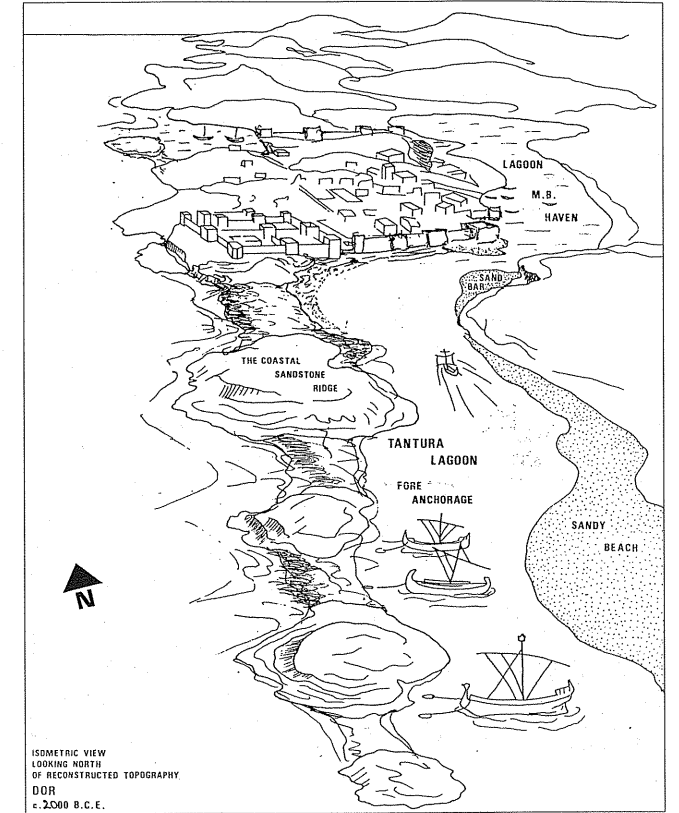 LAGOON
M.B.
HAVEN
SAND
BAR
THE COASTAL
SANDSTONE
RIDGE
TANTURA
LAGOON
FORE
ANCHORAGE
SANDY
BEACH
N
ISOMETRIC VIEW
LOOKING NORTH
OF RECONSTRUCTED TOPOGRAPHY
DOR
c.2000 B.C.E.